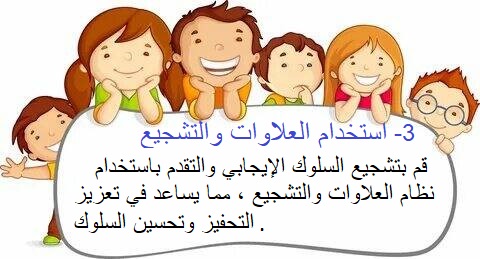 3- استخدام العلاوات والتشجيع
قم بتشجيع السلوك الإيجابي والتقدم باستخدام
نظام العلاوات والتشجيع ، مما يساعد في تعزيز
التحفيز وتحسين السلوك .